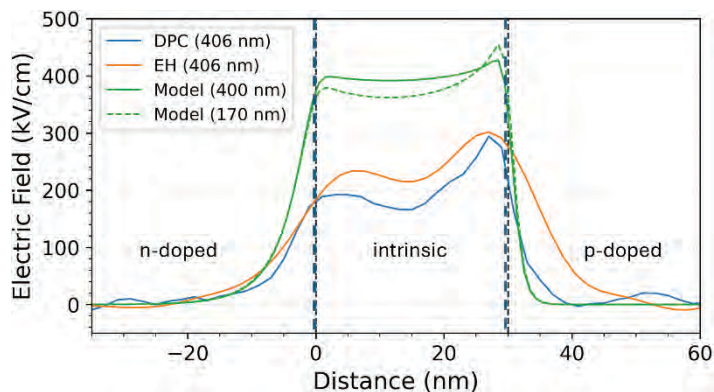 500
400
300
200
100
0
Electric Field (kV/cm)
DPC (406 nm)
EH (406 nm)
Model (400 nm)
Model (170 nm)
n-doped
intrinsic
p-doped
−20
0
20
40
60
Distance (nm)